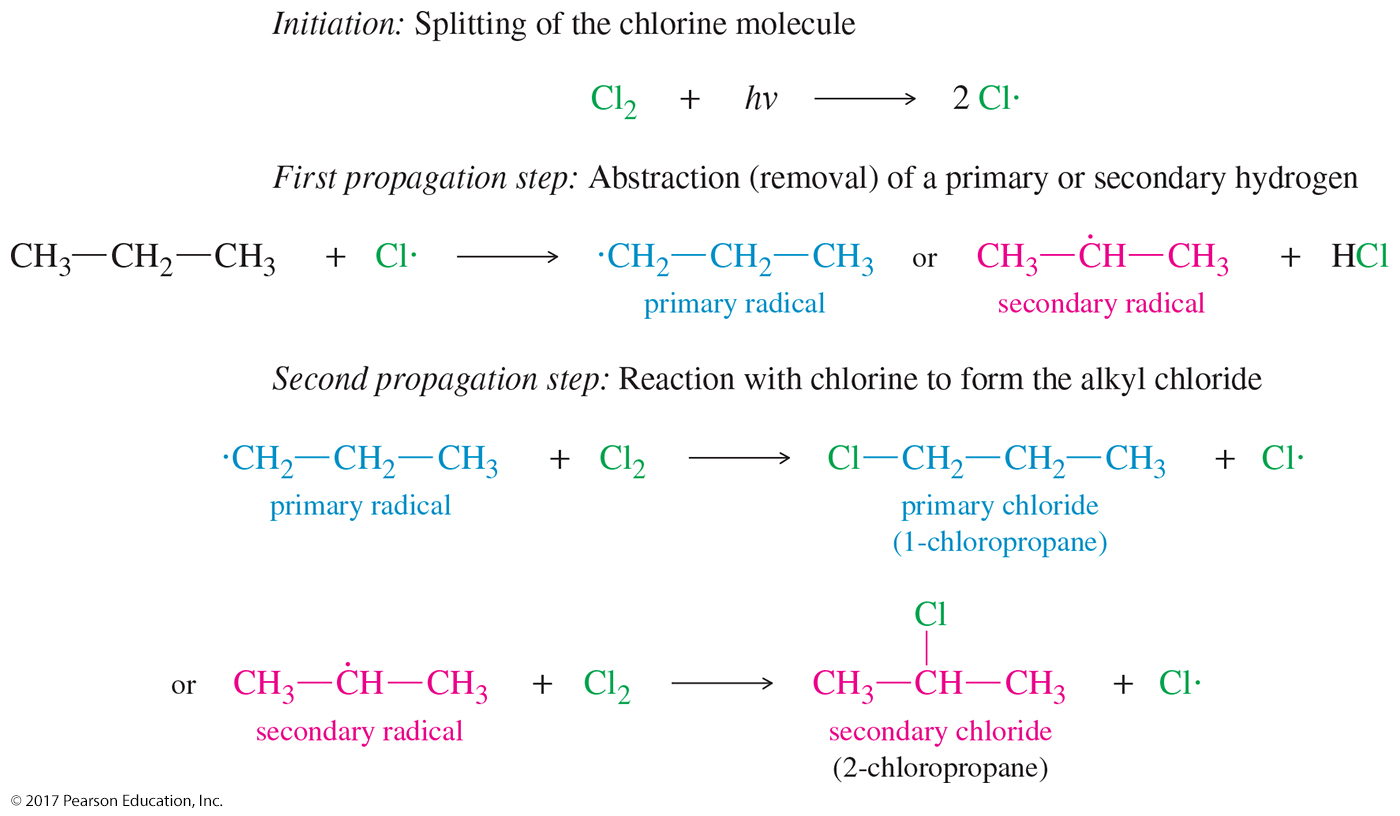 Initiation: Splitting of the chlorine molecule
Cl₂ + hν ⟶ 2 Cl·
First propagation step: Abstraction (removal) of a primary or secondary hydrogen
CH₃—CH₂—CH₃ + Cl· ⟶ ·CH₂—CH₂—CH₃ or CH₃—ĊH—CH₃ + HCl
primary radical secondary radical
Second propagation step: Reaction with chlorine to form the alkyl chloride
·CH₂—CH₂—CH₃ + Cl₂ ⟶ Cl—CH₂—CH₂—CH₃ + Cl·
primary radical primary chloride
(1-chloropropane)
Cl
or CH₃—ĊH—CH₃ + Cl₂ ⟶ CH₃—CH—CH₃ + Cl·
secondary radical secondary chloride
(2-chloropropane)
© 2017 Pearson Education, Inc.